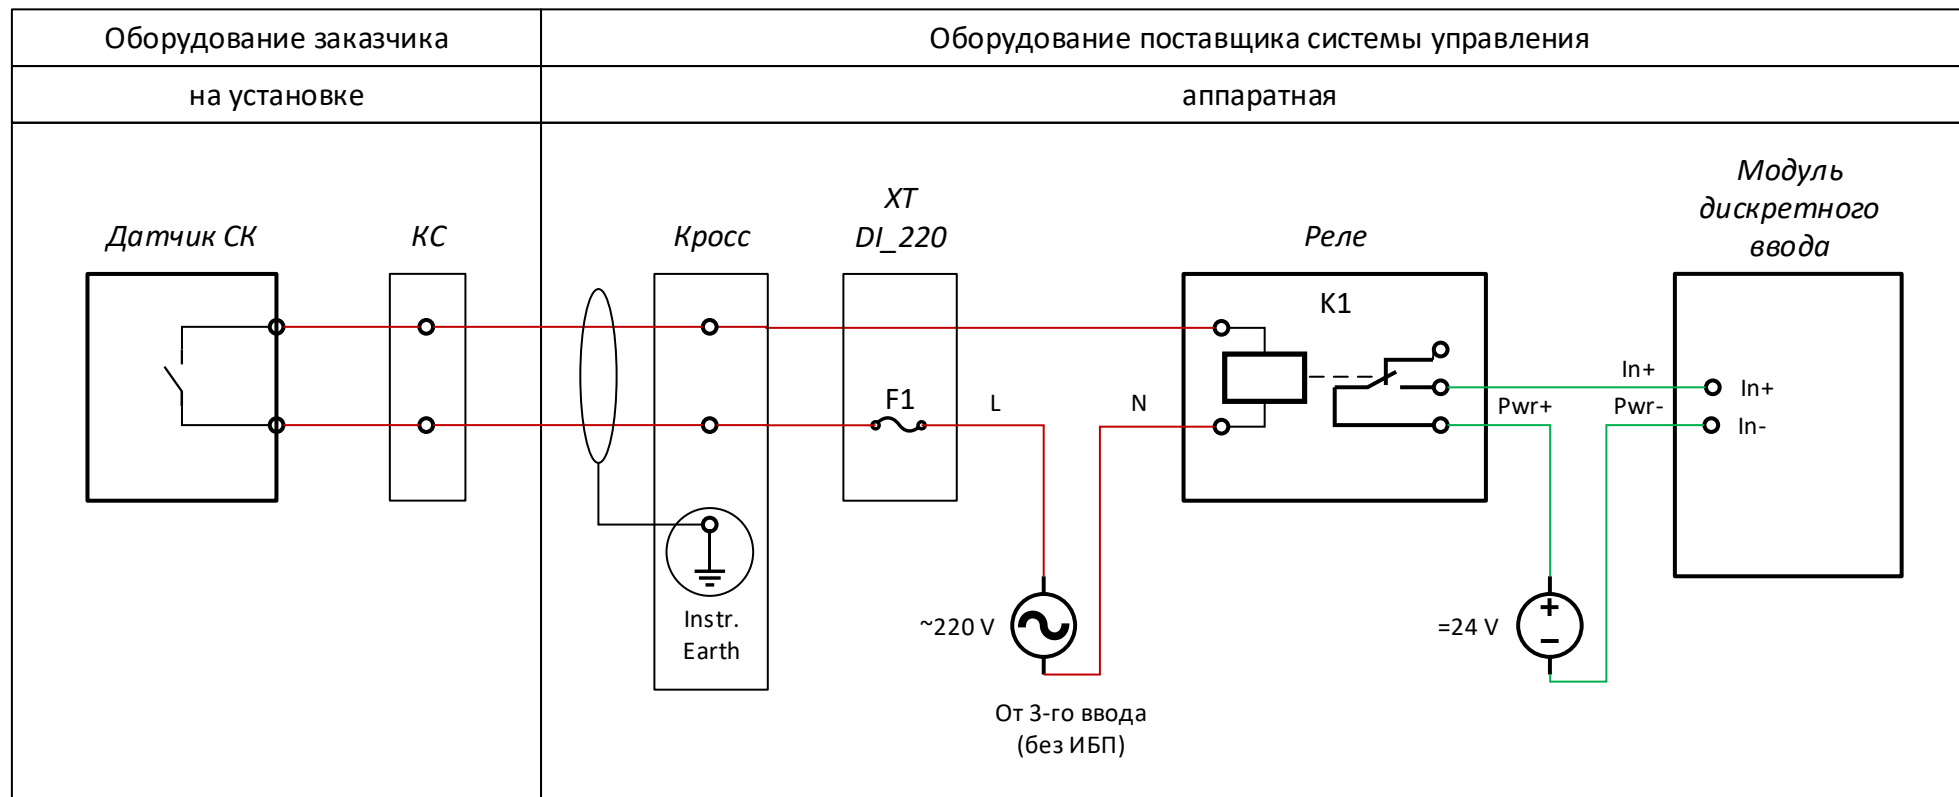 Оборудование заказчика
Оборудование поставщика системы управления
на установке
аппаратная
Датчик СК
КС
Кросс
XT
DI_220
Реле
Модуль
дискретного
ввода
K1
F1
L
N
In+
Pwr+
Pwr-
In+
In-
Instr.
Earth
~220 V
=24 V
От 3-го ввода
(без ИБП)